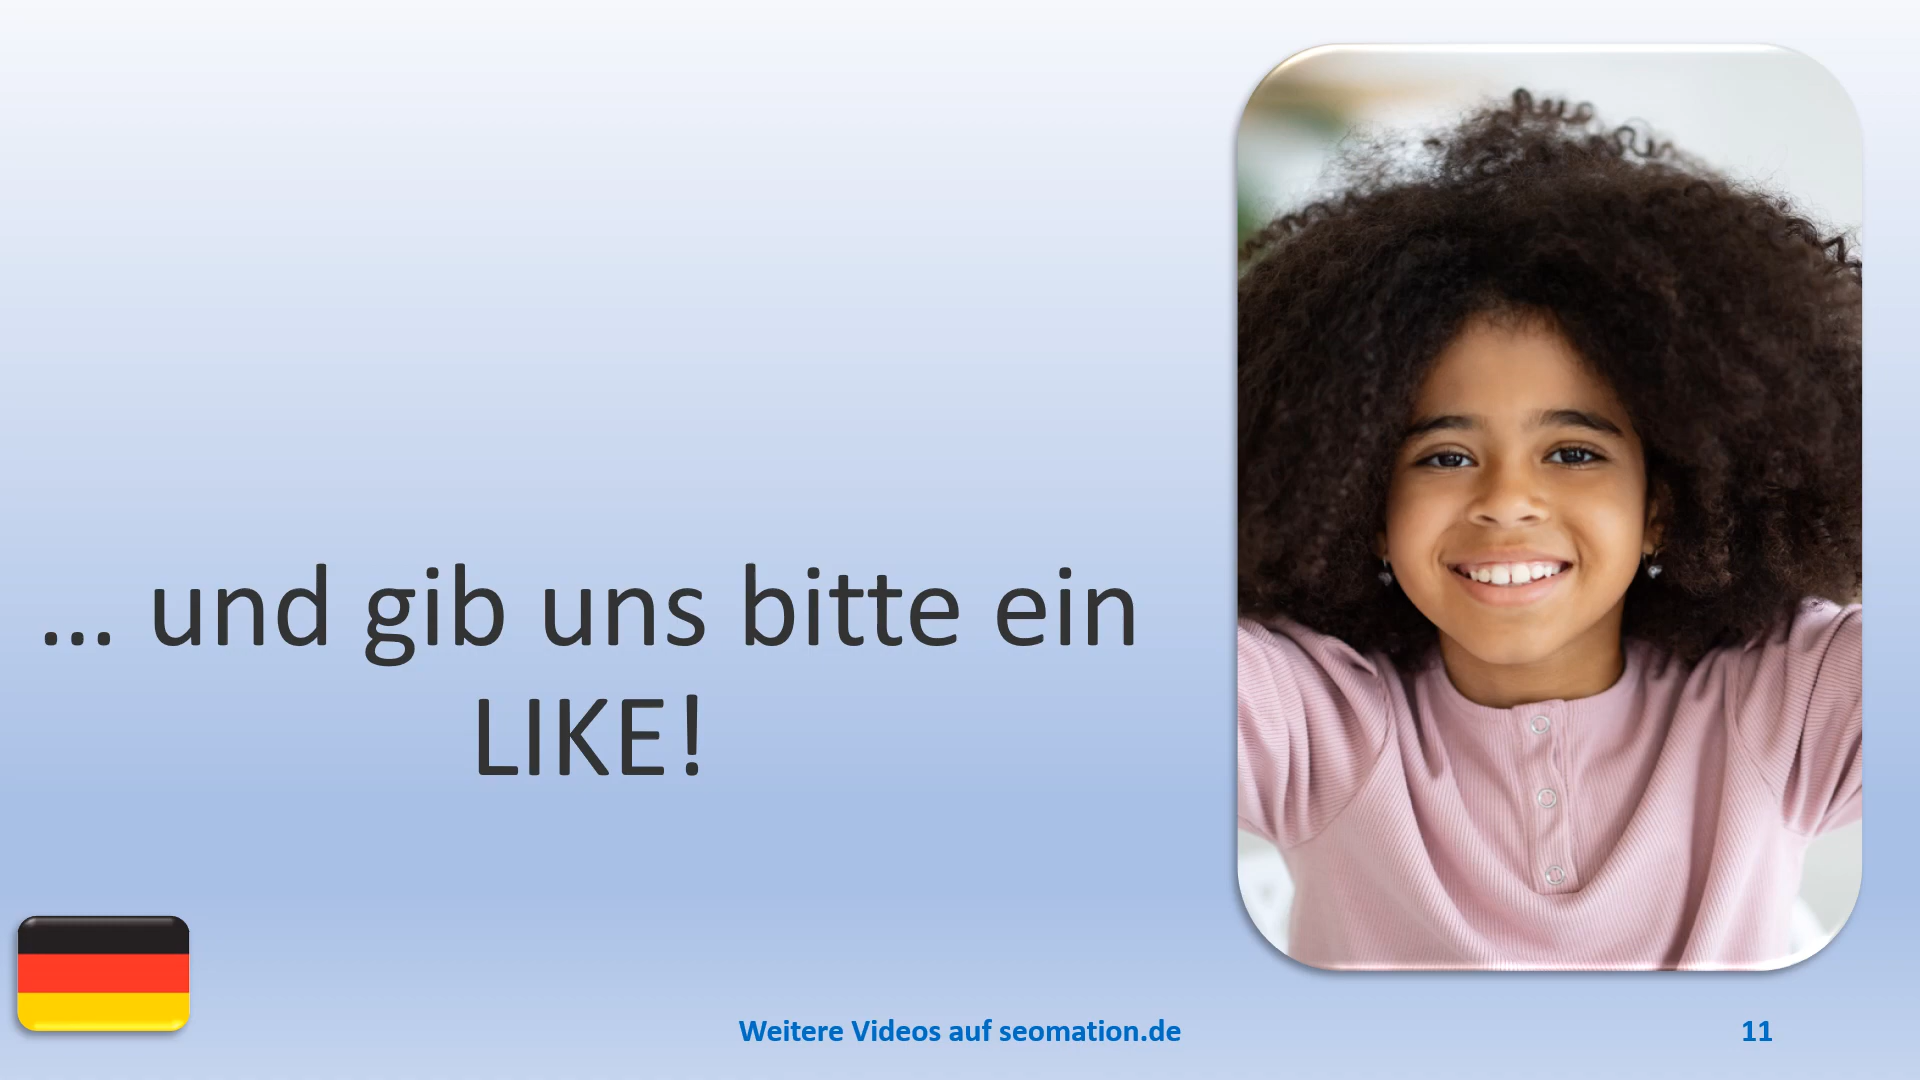 ... und gib uns bitte ein
LIKE!
Weitere Videos auf seomation.de
11